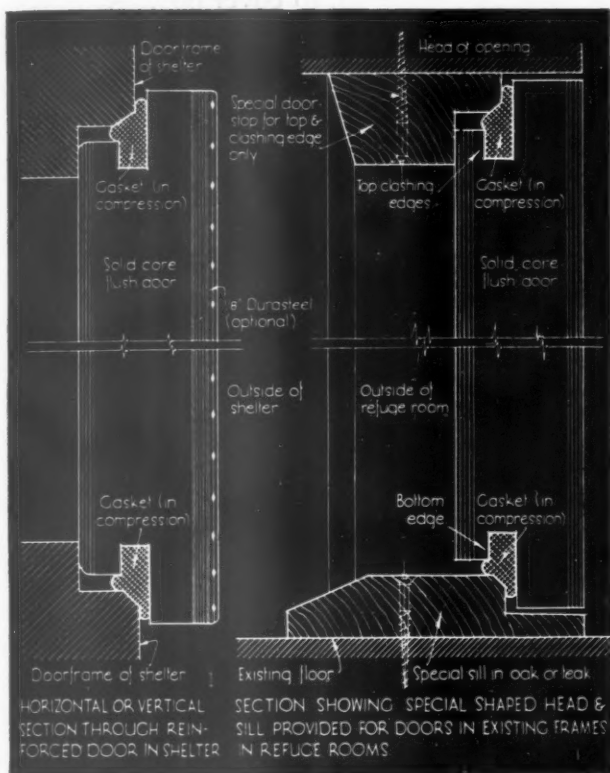 Doorframe
of shelter
Gasket (in
compression)
Solid core
flush door
Special door-
stop for top &
clashing edge
only
Head of opening
Top clashing
edges
Gasket (in
compression)
Solid core
flush door
8" Durasteel
(optional)
Outside of
shelter
Outside of
refuge room
Gasket (in
compression)
Bottom
edge
Gasket (in
compression)
Doorframe of shelter
Existing floor
Special sill in oak or teak
HORIZONTAL OR VERTICAL
SECTION THROUGH REIN-
FORCED DOOR IN SHELTER
SECTION SHOWING SPECIAL SHAPED HEAD &
SILL PROVIDED FOR DOORS IN EXISTING FRAMES
IN REFUGE ROOMS